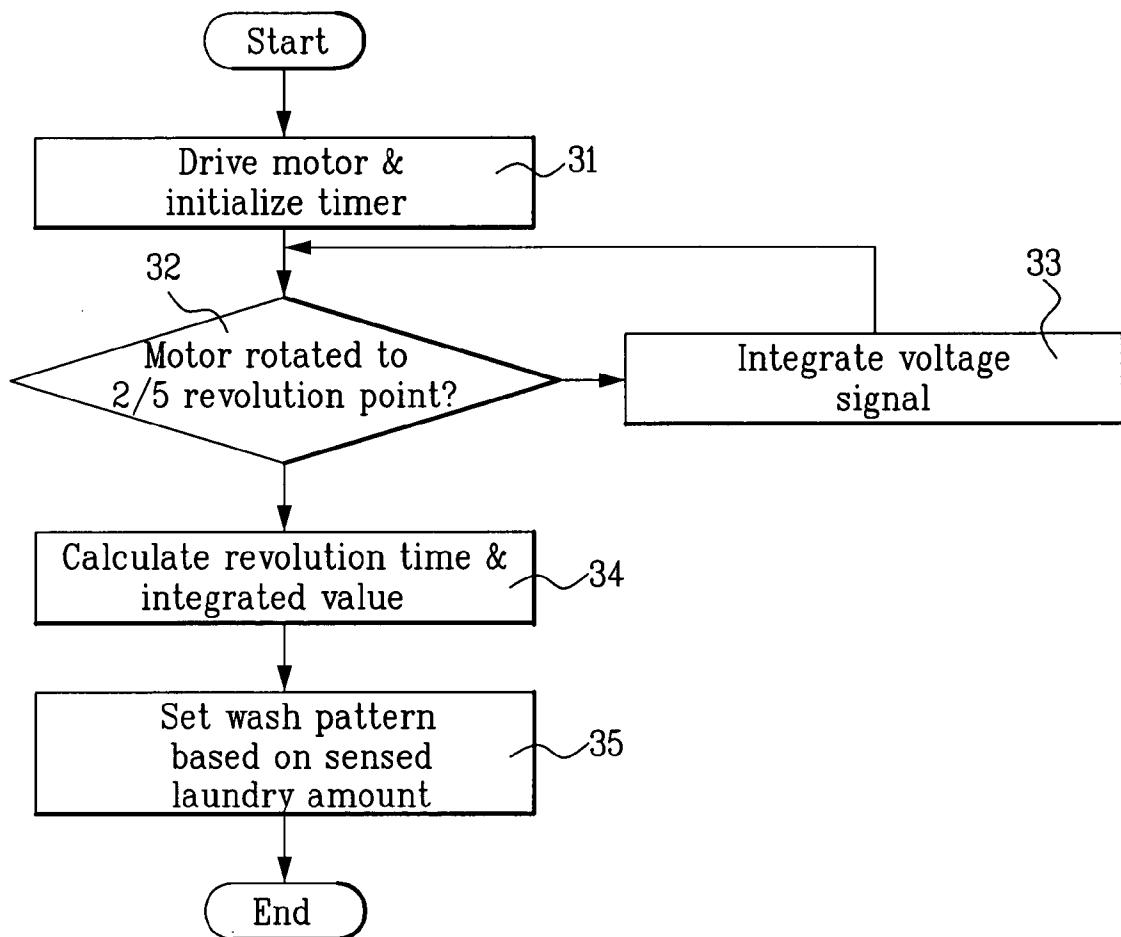 Start
Drive motor &
initialize timer
31
32
33
Motor rotated to
2/5 revolution point?
Integrate voltage
signal
Calculate revolution time &
integrated value
34
Set wash pattern
based on sensed
laundry amount
35
End